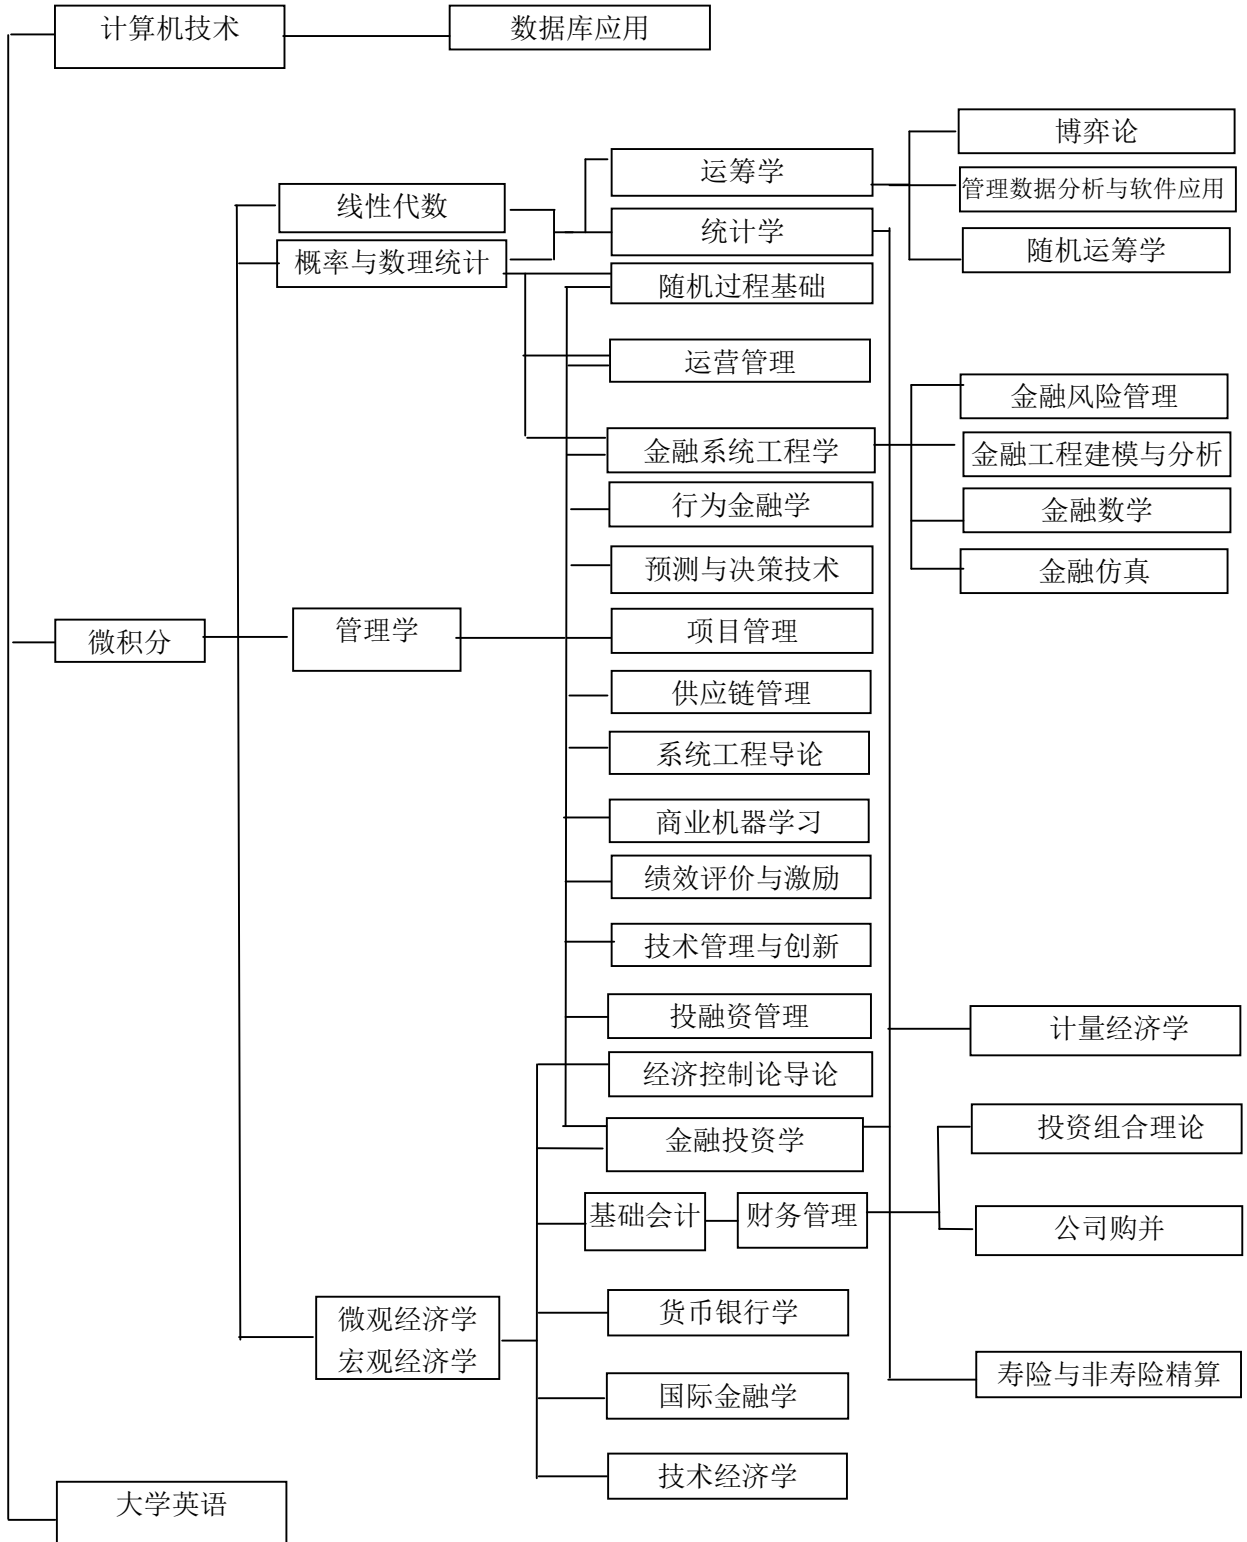 计算机技术
数据库应用
博弈论
运筹学
管理数据分析与软件应用
线性代数
统计学
随机运筹学
概率与数理统计
随机过程基础
运营管理
金融风险管理
金融系统工程学
金融工程建模与分析
行为金融学
金融数学
预测与决策技术
金融仿真
微积分
管理学
项目管理
供应链管理
系统工程导论
商业机器学习
绩效评价与激励
技术管理与创新
投融资管理
计量经济学
经济控制论导论
金融投资学
投资组合理论
基础会计
财务管理
公司购并
微观经济学
宏观经济学
货币银行学
国际金融学
寿险与非寿险精算
技术经济学
大学英语